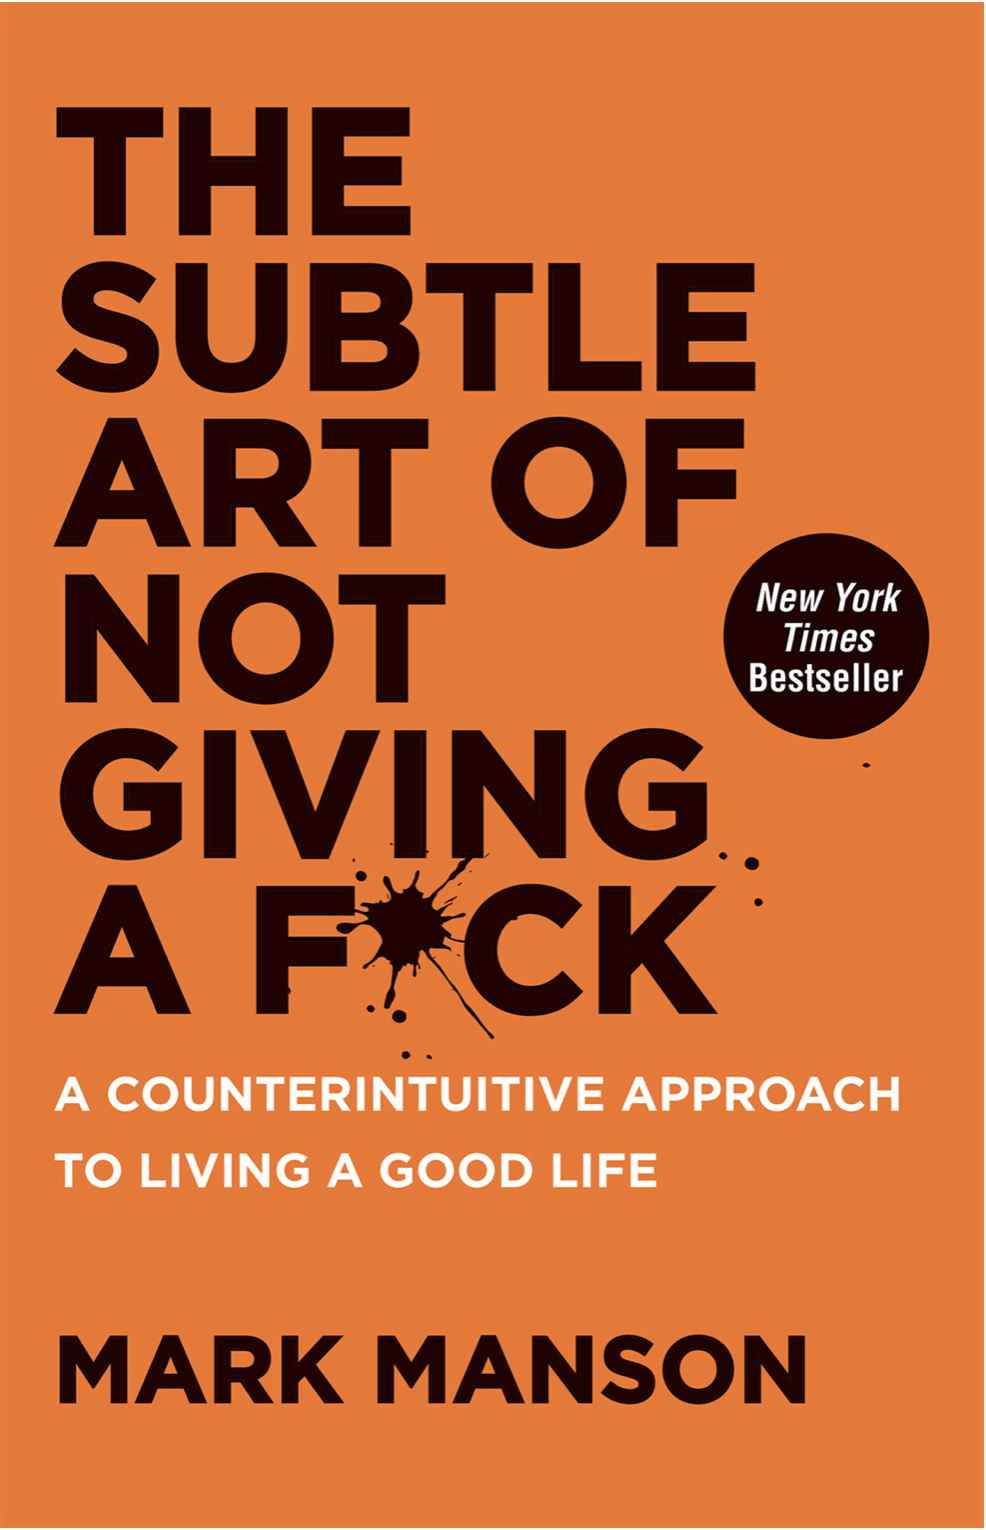 THE
SUBTLE
ART OF
NOT
GIVING
A F*CK
New York
Times
Bestseller
A COUNTERINTUITIVE APPROACH
TO LIVING A GOOD LIFE
MARK MANSON